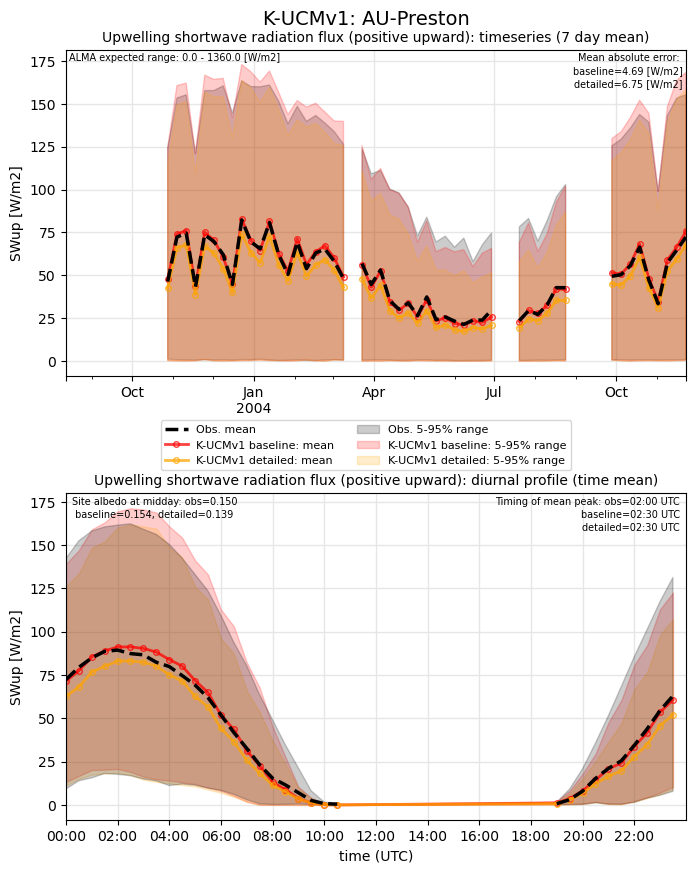 K-UCMv1: AU-Preston
Upwelling shortwave radiation flux (positive upward): timeseries (7 day mean)
ALMA expected range: 0.0 - 1360.0 [W/m2]
Mean absolute error:
baseline=4.69 [W/m2]
detailed=6.75 [W/m2]
175
150
125
100
75
50
25
0
SWup [W/m2]
Oct
Jan
2004
Apr
Jul
Oct
Obs. mean
K-UCMv1 baseline: mean
K-UCMv1 detailed: mean
Obs. 5-95% range
K-UCMv1 baseline: 5-95% range
K-UCMv1 detailed: 5-95% range
Upwelling shortwave radiation flux (positive upward): diurnal profile (time mean)
Site albedo at midday: obs=0.150
baseline=0.154, detailed=0.139
Timing of mean peak: obs=02:00 UTC
baseline=02:30 UTC
detailed=02:30 UTC
175
150
125
100
75
50
25
0
SWup [W/m2]
00:00 02:00 04:00 06:00 08:00 10:00 12:00 14:00 16:00 18:00 20:00 22:00
time (UTC)